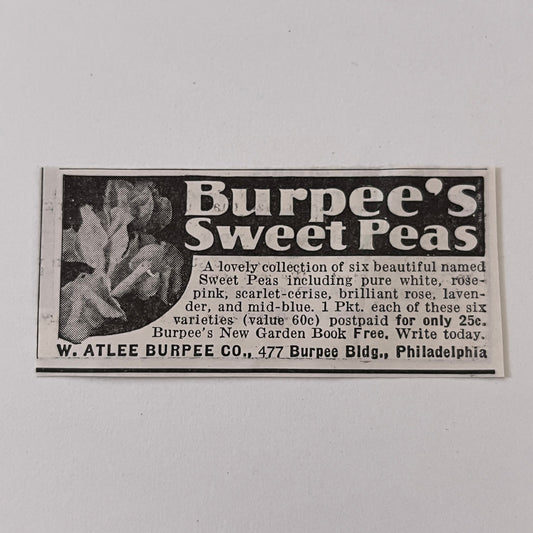 Burpee's
Sweet Peas
A lovely collection of six beautiful named
Sweet Peas including pure white, rose-
pink, scarlet-cerise, brilliant rose, laven-
der, and mid-blue. 1 Pkt. each of these six
varieties (value 60c) postpaid for only 25c.
Burpee's New Garden Book Free. Write today.
W. ATLEE BURPEE CO., 477 Burpee Bldg., Philadelphia